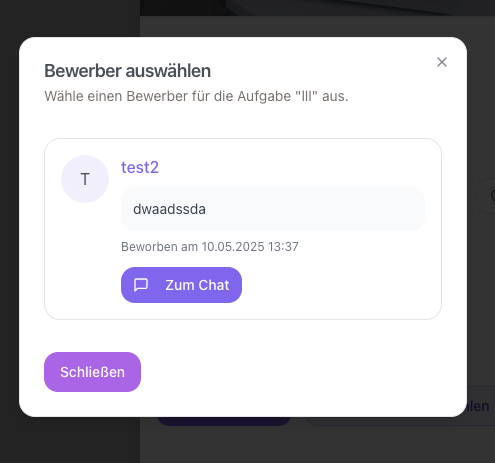 Bewerber auswählen
Wähle einen Bewerber für die Aufgabe "lll" aus.
T
test2
dwaadssda
Beworben am 10.05.2025 13:37
Zum Chat
Schließen